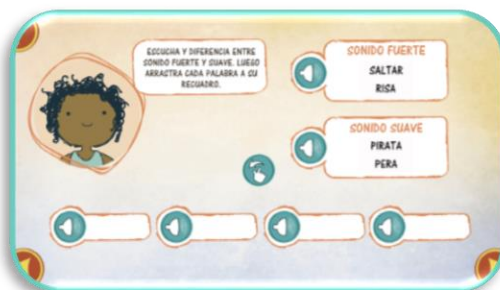 ESCUCHA Y DIFERENCIA ENTRE
SONIDO FUERTE Y SUAVE. LUEGO
ARRASTRA CADA PALABRA A SU
RECUADRO.
SONIDO FUERTE
SALTAR
RISA
SONIDO SUAVE
PIRATA
PERA